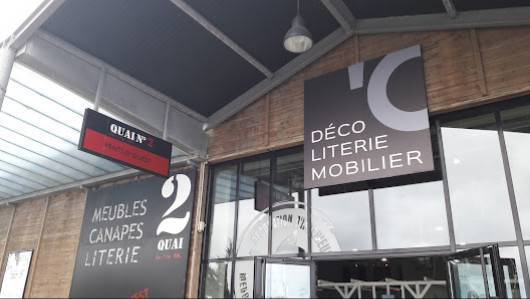 QUAI N° 2
MEUBLES
CANAPES
LITERIE
2
QUAI
'C
DÉCO
LITERIE
MOBILIER